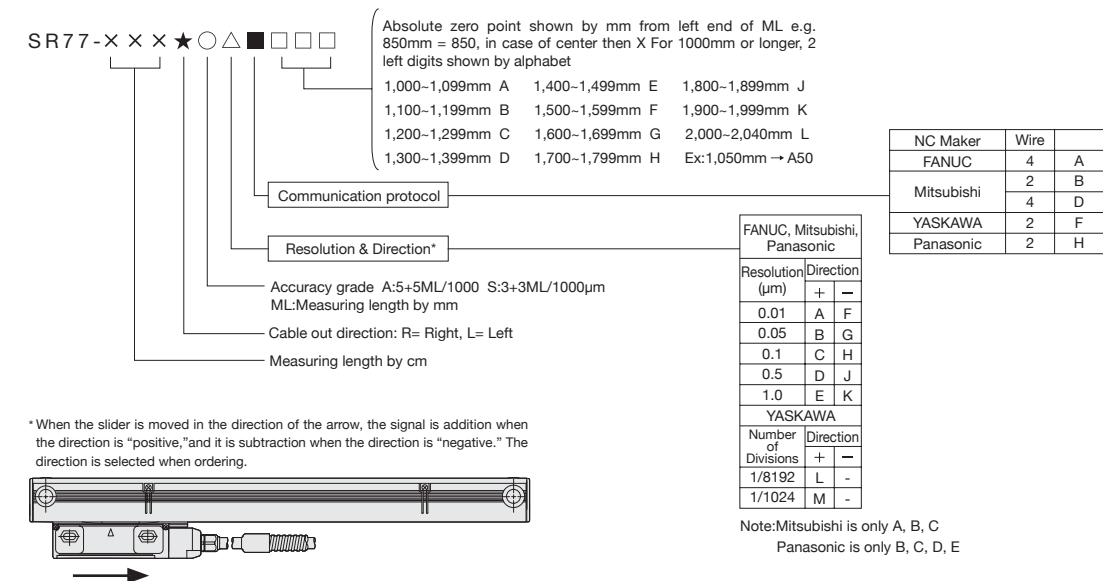 SR77-××××★○△■□□□
Absolute zero point shown by mm from left end of ML e.g.
850mm = 850, in case of center then X For 1000mm or longer, 2
left digits shown by alphabet
1,000~1,099mm A 1,400~1,499mm E 1,800~1,899mm J
1,100~1,199mm B 1,500~1,599mm F 1,900~1,999mm K
1,200~1,299mm C 1,600~1,699mm G 2,000~2,040mm L
1,300~1,399mm D 1,700~1,799mm H Ex:1,050mm → A50
Communication protocol
NC Maker Wire
FANUC 4 A
Mitsubishi 2 B
4 D
YASKAWA 2 F
Panasonic 2 H
Resolution & Direction*
FANUC, Mitsubishi,
Panasonic
Resolution Direction
(μm) + −
0.01 A F
0.05 B G
0.1 C H
0.5 D J
1.0 E K
YASKAWA
Number Direction
of
Divisions + −
1/8192 L -
1/1024 M -
Note:Mitsubishi is only A, B, C
Panasonic is only B, C, D, E
Accuracy grade A:5+5ML/1000 S:3+3ML/1000μm
ML:Measuring length by mm
Cable out direction: R= Right, L= Left
Measuring length by cm
* When the slider is moved in the direction of the arrow, the signal is addition when
the direction is “positive,”and it is subtraction when the direction is “negative.” The
direction is selected when ordering.